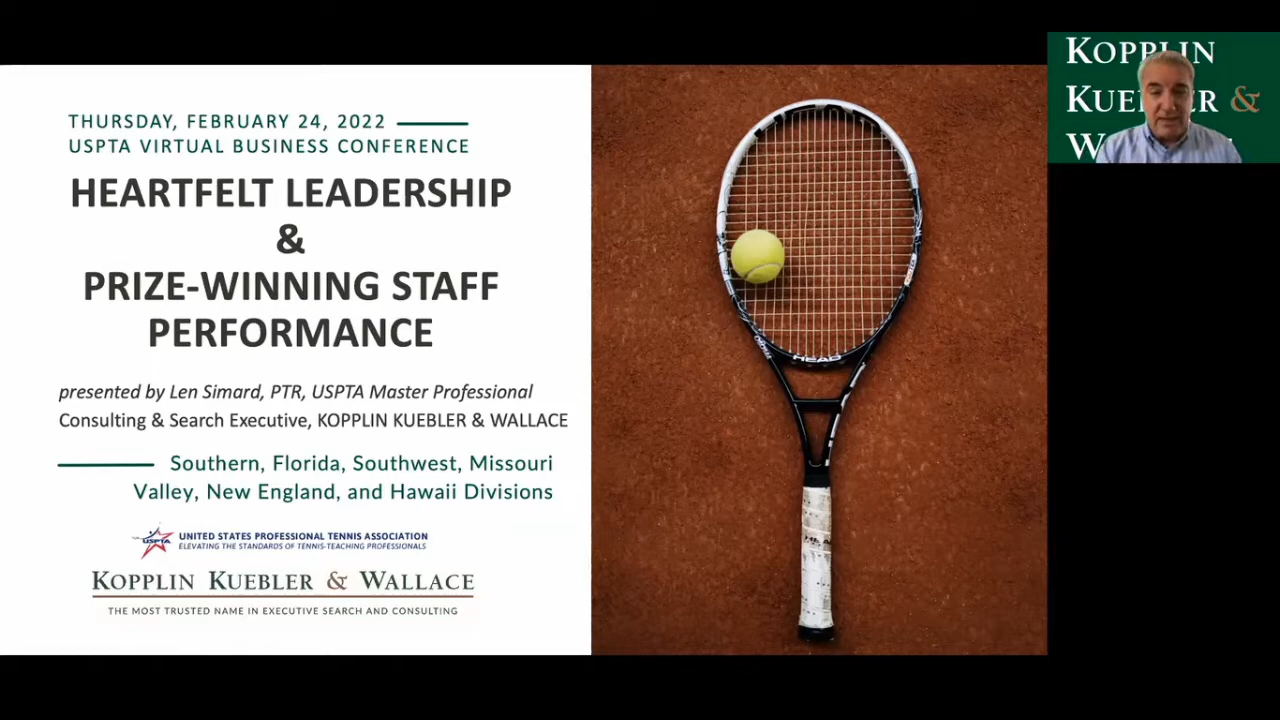 THURSDAY, FEBRUARY 24, 2022
USPTA VIRTUAL BUSINESS CONFERENCE
HEARTFELT LEADERSHIP
&
PRIZE-WINNING STAFF
PERFORMANCE
presented by Len Simard, PTR, USPTA Master Professional
Consulting & Search Executive, KOPPLIN KUEBLER & WALLACE
Southern, Florida, Southwest, Missouri
Valley, New England, and Hawaii Divisions
USPTA
UNITED STATES PROFESSIONAL TENNIS ASSOCIATION
ELEVATING THE STANDARDS OF TENNIS-TEACHING PROFESSIONALS
KOPPLIN KUEBLER & WALLACE
THE MOST TRUSTED NAME IN EXECUTIVE SEARCH AND CONSULTING
HEAD
KOPPLIN
KUE R &
W